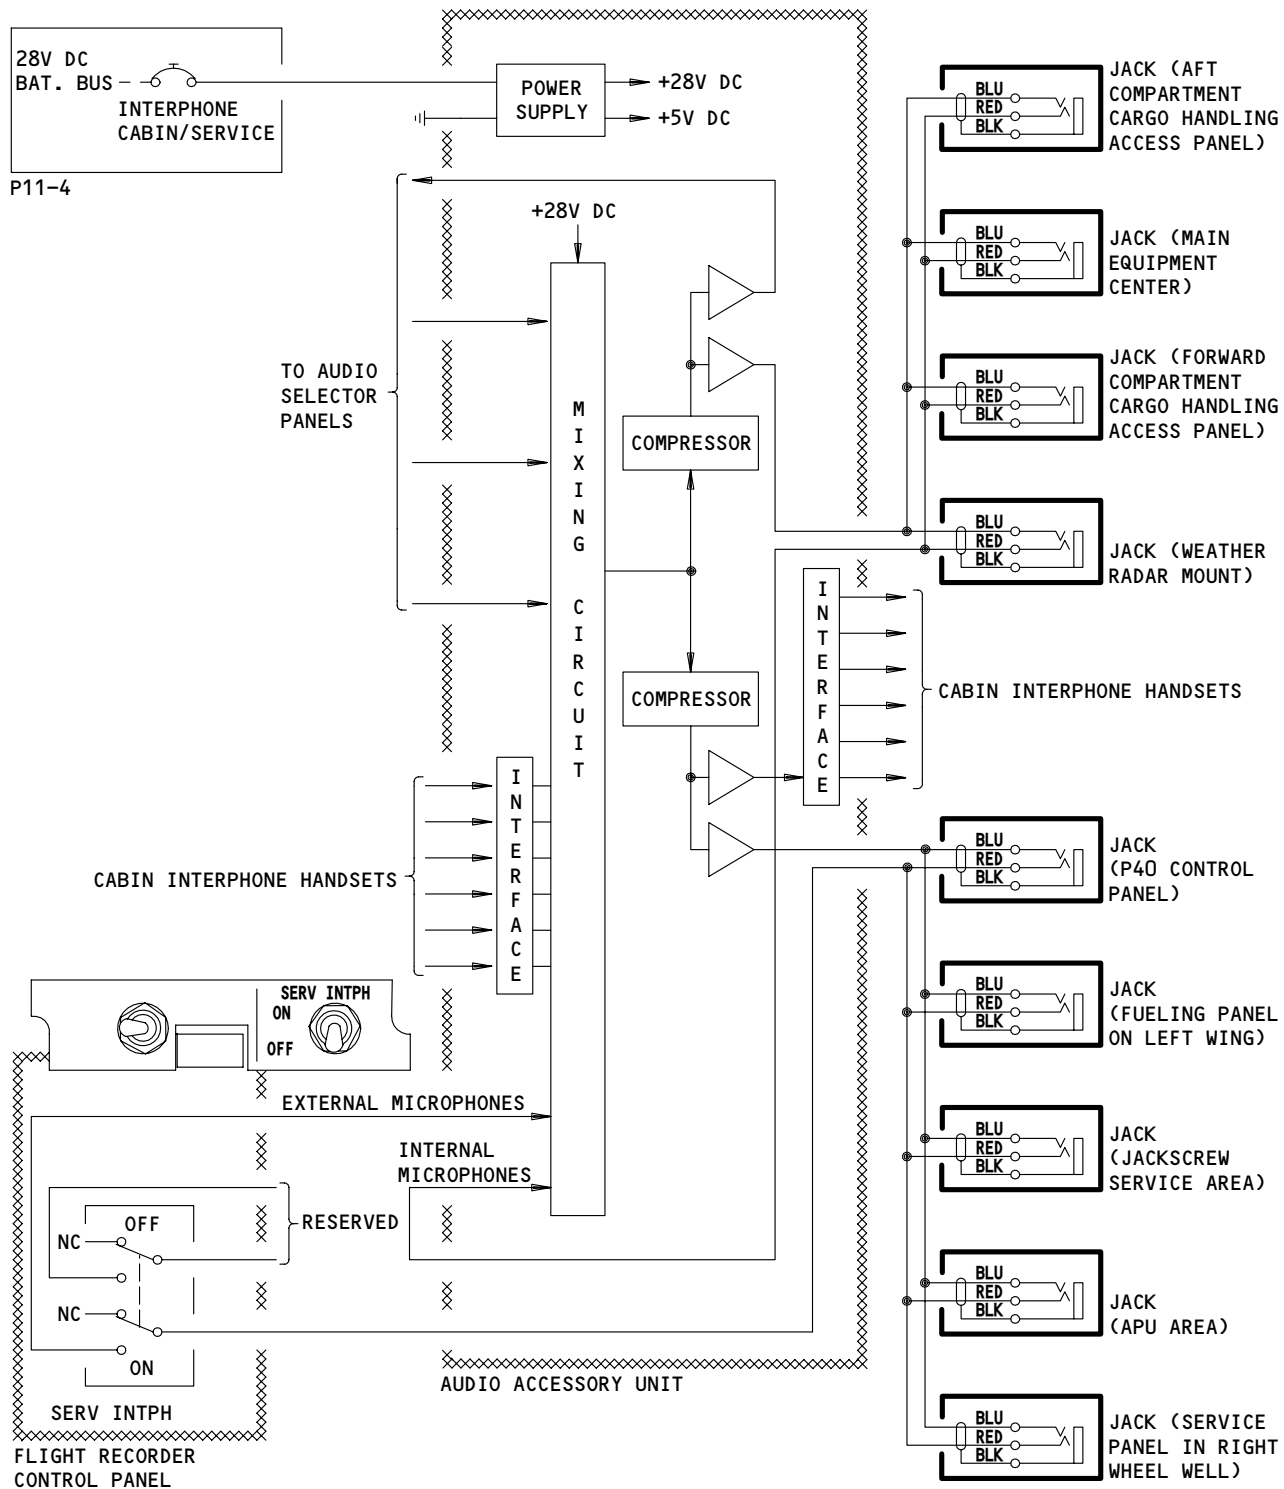 28V DC
BAT. BUS
INTERPHONE
CABIN/SERVICE
P11-4
POWER
SUPPLY
+28V DC
+5V DC
+28V DC
TO AUDIO
SELECTOR
PANELS
MIXING CIRCUIT
COMPRESSOR
COMPRESSOR
INTERFACE
CABIN INTERPHONE HANDSETS
INTERFACE
CABIN INTERPHONE HANDSETS
SERV INTPH
ON
OFF
EXTERNAL MICROPHONES
INTERNAL
MICROPHONES
RESERVED
OFF
NC
NC
ON
SERV INTPH
FLIGHT RECORDER
CONTROL PANEL
AUDIO ACCESSORY UNIT
BLU
RED
BLK
JACK (AFT
COMPARTMENT
CARGO HANDLING
ACCESS PANEL)
BLU
RED
BLK
JACK (MAIN
EQUIPMENT
CENTER)
BLU
RED
BLK
JACK (FORWARD
COMPARTMENT
CARGO HANDLING
ACCESS PANEL)
BLU
RED
BLK
JACK (WEATHER
RADAR MOUNT)
BLU
RED
BLK
JACK
(P40 CONTROL
PANEL)
BLU
RED
BLK
JACK
(FUELING PANEL
ON LEFT WING)
BLU
RED
BLK
JACK
(JACKSCREW
SERVICE AREA)
BLU
RED
BLK
JACK
(APU AREA)
BLU
RED
BLK
JACK (SERVICE
PANEL IN RIGHT
WHEEL WELL)